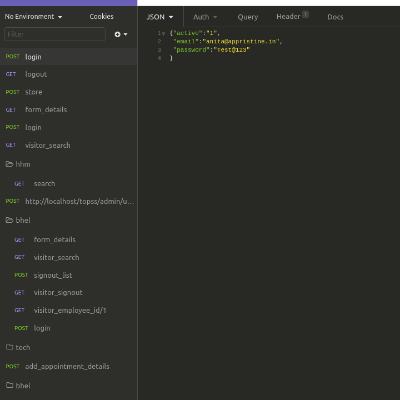 No Environment
Cookies
JSON
Auth
Query
Header 1
Docs
Filter
POST login
GET logout
POST store
GET form_details
POST login
GET visitor_search
hhm
GET search
POST http://localhost/topss/admin/u...
bhel
GET form_details
GET visitor_search
POST signout_list
GET visitor_signout
GET visitor_employee_id/1
POST login
tech
POST add_appointment_details
bhel
1 {"active":"1",
2 "email":"anita@appristine.in",
3 "password":"Test@123"
4 }